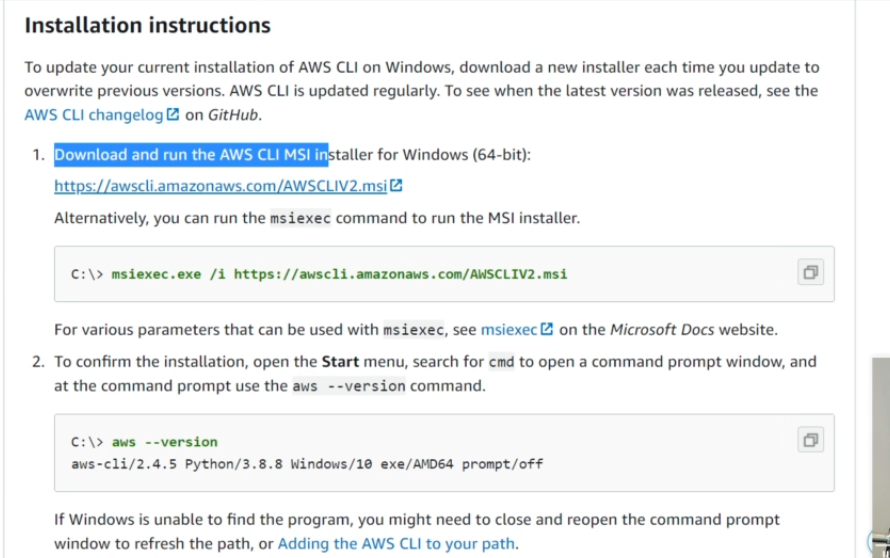 Installation instructions
To update your current installation of AWS CLI on Windows, download a new installer each time you update to
overwrite previous versions. AWS CLI is updated regularly. To see when the latest version was released, see the
AWS CLI changelog on GitHub.
1. Download and run the AWS CLI MSI installer for Windows (64-bit):
https://awscli.amazonaws.com/AWSCLIV2.msi
Alternatively, you can run the msiexec command to run the MSI installer.
C:\> msiexec.exe /i https://awscli.amazonaws.com/AWSCLIV2.msi
For various parameters that can be used with msiexec, see msiexec on the Microsoft Docs website.
2. To confirm the installation, open the Start menu, search for cmd to open a command prompt window, and
at the command prompt use the aws --version command.
C:\> aws --version
aws-cli/2.4.5 Python/3.8.8 Windows/10 exe/AMD64 prompt/off
If Windows is unable to find the program, you might need to close and reopen the command prompt
window to refresh the path, or Adding the AWS CLI to your path.